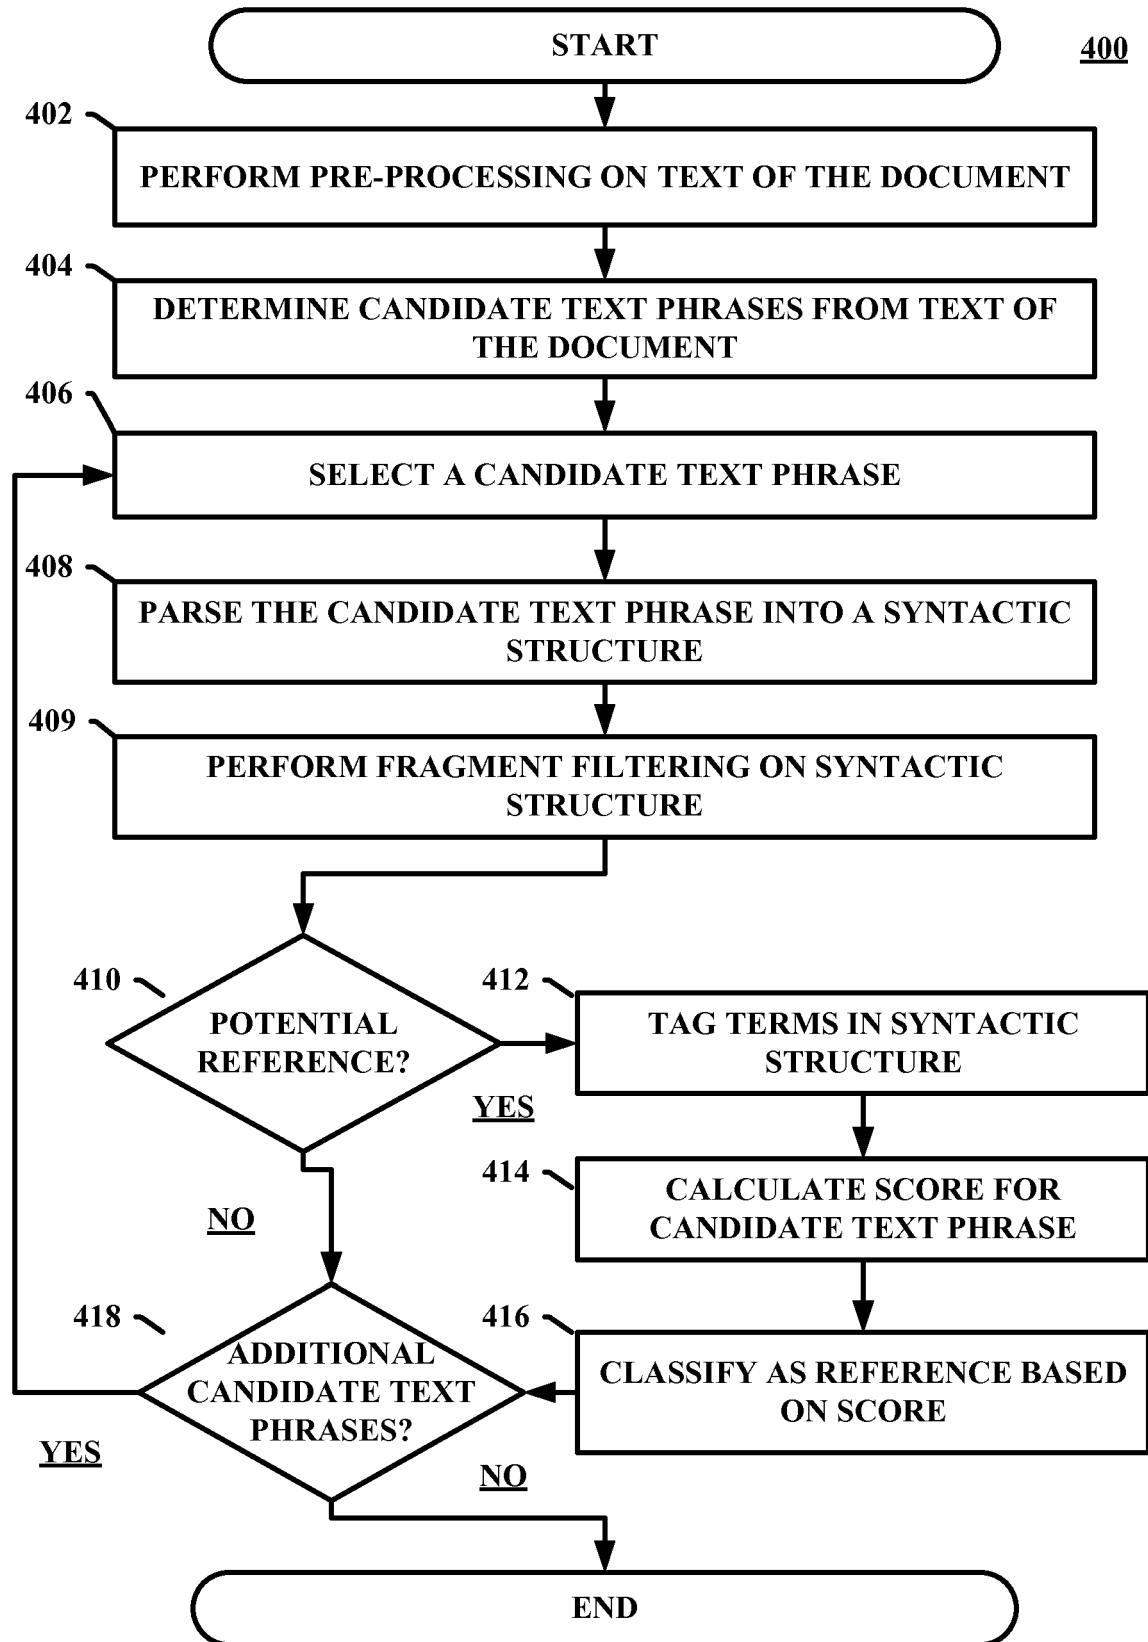 START
400
402
PERFORM PRE-PROCESSING ON TEXT OF THE DOCUMENT
404
DETERMINE CANDIDATE TEXT PHRASES FROM TEXT OF
THE DOCUMENT
406
SELECT A CANDIDATE TEXT PHRASE
408
PARSE THE CANDIDATE TEXT PHRASE INTO A SYNTACTIC
STRUCTURE
409
PERFORM FRAGMENT FILTERING ON SYNTACTIC
STRUCTURE
410
POTENTIAL
REFERENCE?
YES
412
TAG TERMS IN SYNTACTIC
STRUCTURE
414
CALCULATE SCORE FOR
CANDIDATE TEXT PHRASE
NO
416
CLASSIFY AS REFERENCE BASED
ON SCORE
418
ADDITIONAL
CANDIDATE TEXT
PHRASES?
YES
NO
END